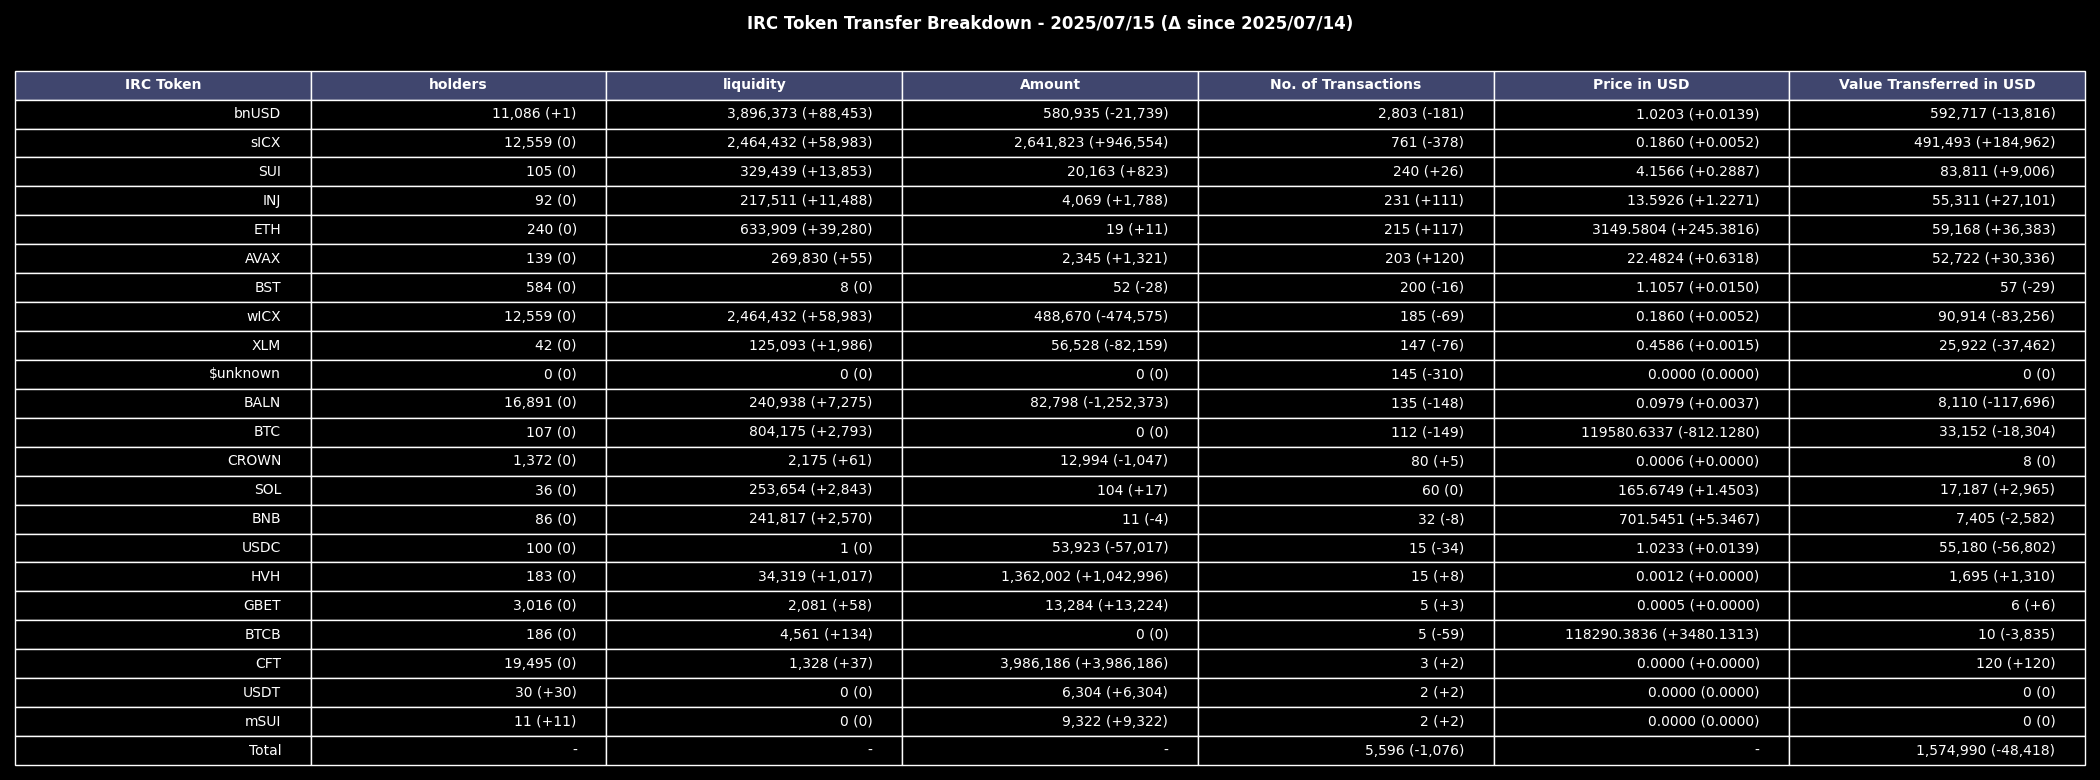 IRC Token Transfer Breakdown - 2025/07/15 (Δ since 2025/07/14)
IRC Token holders liquidity Amount No. of Transactions Price in USD Value Transferred in USD
bnUSD 11,086 (+1) 3,896,373 (+88,453) 580,935 (-21,739) 2,803 (-181) 1.0203 (+0.0139) 592,717 (-13,816)
sICX 12,559 (0) 2,464,432 (+58,983) 2,641,823 (+946,554) 761 (-378) 0.1860 (+0.0052) 491,493 (+184,962)
SUI 105 (0) 329,439 (+13,853) 20,163 (+823) 240 (+26) 4.1566 (+0.2887) 83,811 (+9,006)
INJ 92 (0) 217,511 (+11,488) 4,069 (+1,788) 231 (+111) 13.5926 (+1.2271) 55,311 (+27,101)
ETH 240 (0) 633,909 (+39,280) 19 (+11) 215 (+117) 3149.5804 (+245.3816) 59,168 (+36,383)
AVAX 139 (0) 269,830 (+55) 2,345 (+1,321) 203 (+120) 22.4824 (+0.6318) 52,722 (+30,336)
BST 584 (0) 8 (0) 52 (-28) 200 (-16) 1.1057 (+0.0150) 57 (-29)
wICX 12,559 (0) 2,464,432 (+58,983) 488,670 (-474,575) 185 (-69) 0.1860 (+0.0052) 90,914 (-83,256)
XLM 42 (0) 125,093 (+1,986) 56,528 (-82,159) 147 (-76) 0.4586 (+0.0015) 25,922 (-37,462)
$unknown 0 (0) 0 (0) 0 (0) 145 (-310) 0.0000 (0.0000) 0 (0)
BALN 16,891 (0) 240,938 (+7,275) 82,798 (-1,252,373) 135 (-148) 0.0979 (+0.0037) 8,110 (-117,696)
BTC 107 (0) 804,175 (+2,793) 0 (0) 112 (-149) 119580.6337 (-812.1280) 33,152 (-18,304)
CROWN 1,372 (0) 2,175 (+61) 12,994 (-1,047) 80 (+5) 0.0006 (+0.0000) 8 (0)
SOL 36 (0) 253,654 (+2,843) 104 (+17) 60 (0) 165.6749 (+1.4503) 17,187 (+2,965)
BNB 86 (0) 241,817 (+2,570) 11 (-4) 32 (-8) 701.5451 (+5.3467) 7,405 (-2,582)
USDC 100 (0) 1 (0) 53,923 (-57,017) 15 (-34) 1.0233 (+0.0139) 55,180 (-56,802)
HVH 183 (0) 34,319 (+1,017) 1,362,002 (+1,042,996) 15 (+8) 0.0012 (+0.0000) 1,695 (+1,310)
GBET 3,016 (0) 2,081 (+58) 13,284 (+13,224) 5 (+3) 0.0005 (+0.0000) 6 (+6)
BTCB 186 (0) 4,561 (+134) 0 (0) 5 (-59) 118290.3836 (+3480.1313) 10 (-3,835)
CFT 19,495 (0) 1,328 (+37) 3,986,186 (+3,986,186) 3 (+2) 0.0000 (+0.0000) 120 (+120)
USDT 30 (+30) 0 (0) 6,304 (+6,304) 2 (+2) 0.0000 (0.0000) 0 (0)
mSUI 11 (+11) 0 (0) 9,322 (+9,322) 2 (+2) 0.0000 (0.0000) 0 (0)
Total - - - 5,596 (-1,076) - 1,574,990 (-48,418)